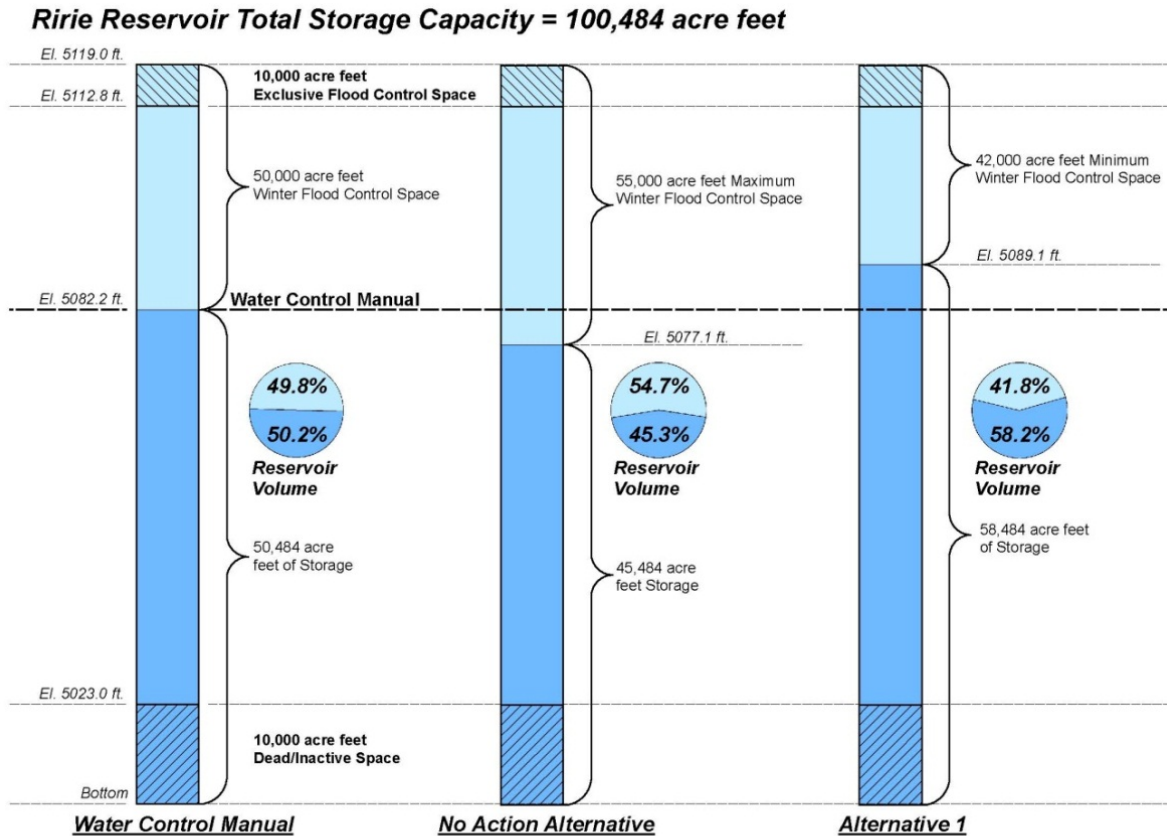 Ririe Reservoir Total Storage Capacity = 100,484 acre feet
El. 5119.0 ft.
10,000 acre feet
Exclusive Flood Control Space
El. 5112.8 ft.
50,000 acre feet
Winter Flood Control Space
55,000 acre feet Maximum
Winter Flood Control Space
42,000 acre feet Minimum
Winter Flood Control Space
El. 5089.1 ft.
El. 5082.2 ft.
Water Control Manual
El. 5077.1 ft.
49.8%
50.2%
Reservoir
Volume
54.7%
45.3%
Reservoir
Volume
41.8%
58.2%
Reservoir
Volume
50,484 acre
feet of Storage
45,484 acre
feet Storage
58,484 acre feet
of Storage
El. 5023.0 ft.
10,000 acre feet
Dead/Inactive Space
Bottom
Water Control Manual
No Action Alternative
Alternative 1